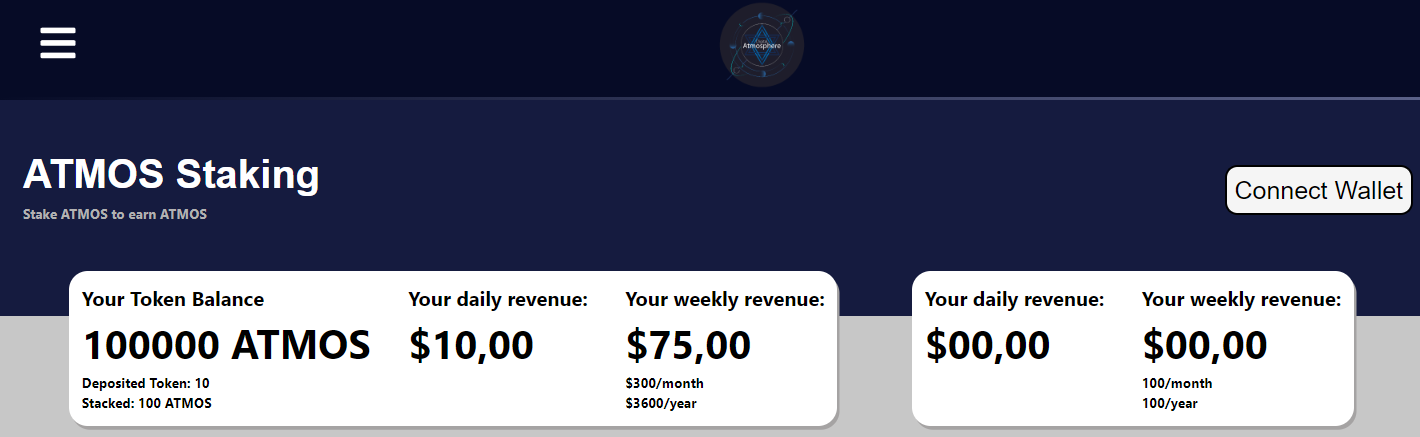 Atmosphere
ATMOS Staking
Stake ATMOS to earn ATMOS
Connect Wallet
Your Token Balance
100000 ATMOS
Deposited Token: 10
Stacked: 100 ATMOS
Your daily revenue:
$10,00
Your weekly revenue:
$75,00
$300/month
$3600/year
Your daily revenue:
$00,00
Your weekly revenue:
$00,00
100/month
100/year